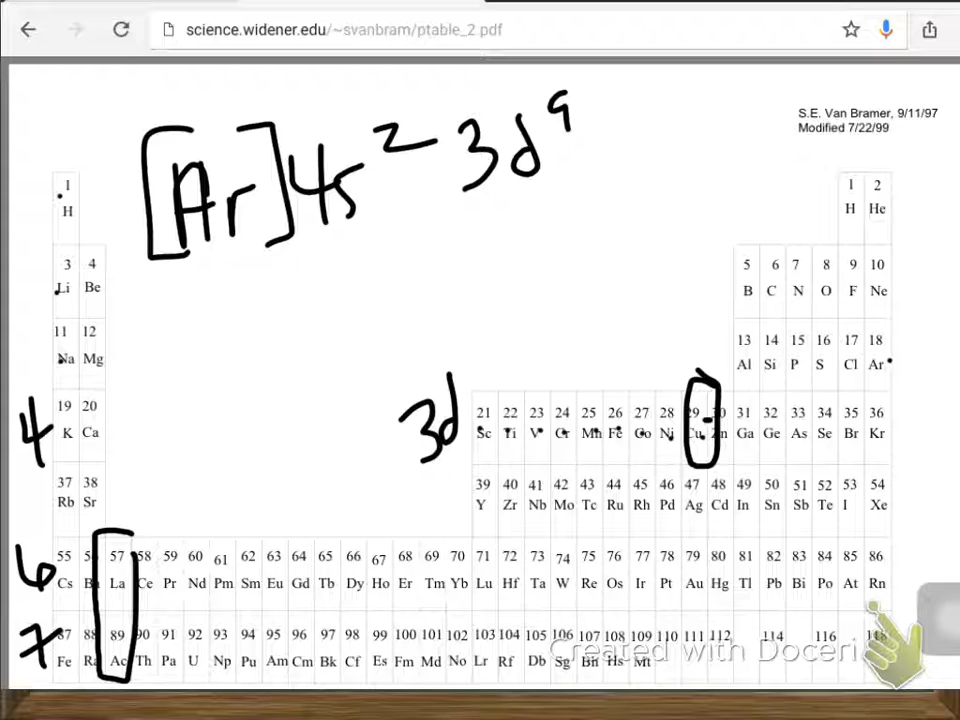 science.widener.edu/~svanbram/ptable_2.pdf
S.E. Van Bramer, 9/11/97
Modified 7/22/99
[Ar]4s² 3d⁹
1 1 2
H H He
3 4 5 6 7 8 9 10
Li Be B C N O F Ne
11 12 13 14 15 16 17 18
Na Mg Al Si P S Cl Ar
4 3d
19 20 21 22 23 24 25 26 27 28 29 30 31 32 33 34 35 36
K Ca Sc Ti V Cr Mn Fe Co Ni Cu Zn Ga Ge As Se Br Kr
37 38 39 40 41 42 43 44 45 46 47 48 49 50 51 52 53 54
Rb Sr Y Zr Nb Mo Tc Ru Rh Pd Ag Cd In Sn Sb Te I Xe
6
55 56 57 58 59 60 61 62 63 64 65 66 67 68 69 70 71 72 73 74 75 76 77 78 79 80 81 82 83 84 85 86
Cs Ba La Ce Pr Nd Pm Sm Eu Gd Tb Dy Ho Er Tm Yb Lu Hf Ta W Re Os Ir Pt Au Hg Tl Pb Bi Po At Rn
7
87 88 89 90 91 92 93 94 95 96 97 98 99 100 101 102 103 104 105 106 107 108 109 110 111 112 114 116 118
Fe Ra Ac Th Pa U Np Pu Am Cm Bk Cf Es Fm Md No Lr Rf Db Sg Bh Hs Mt
Created with Doceri